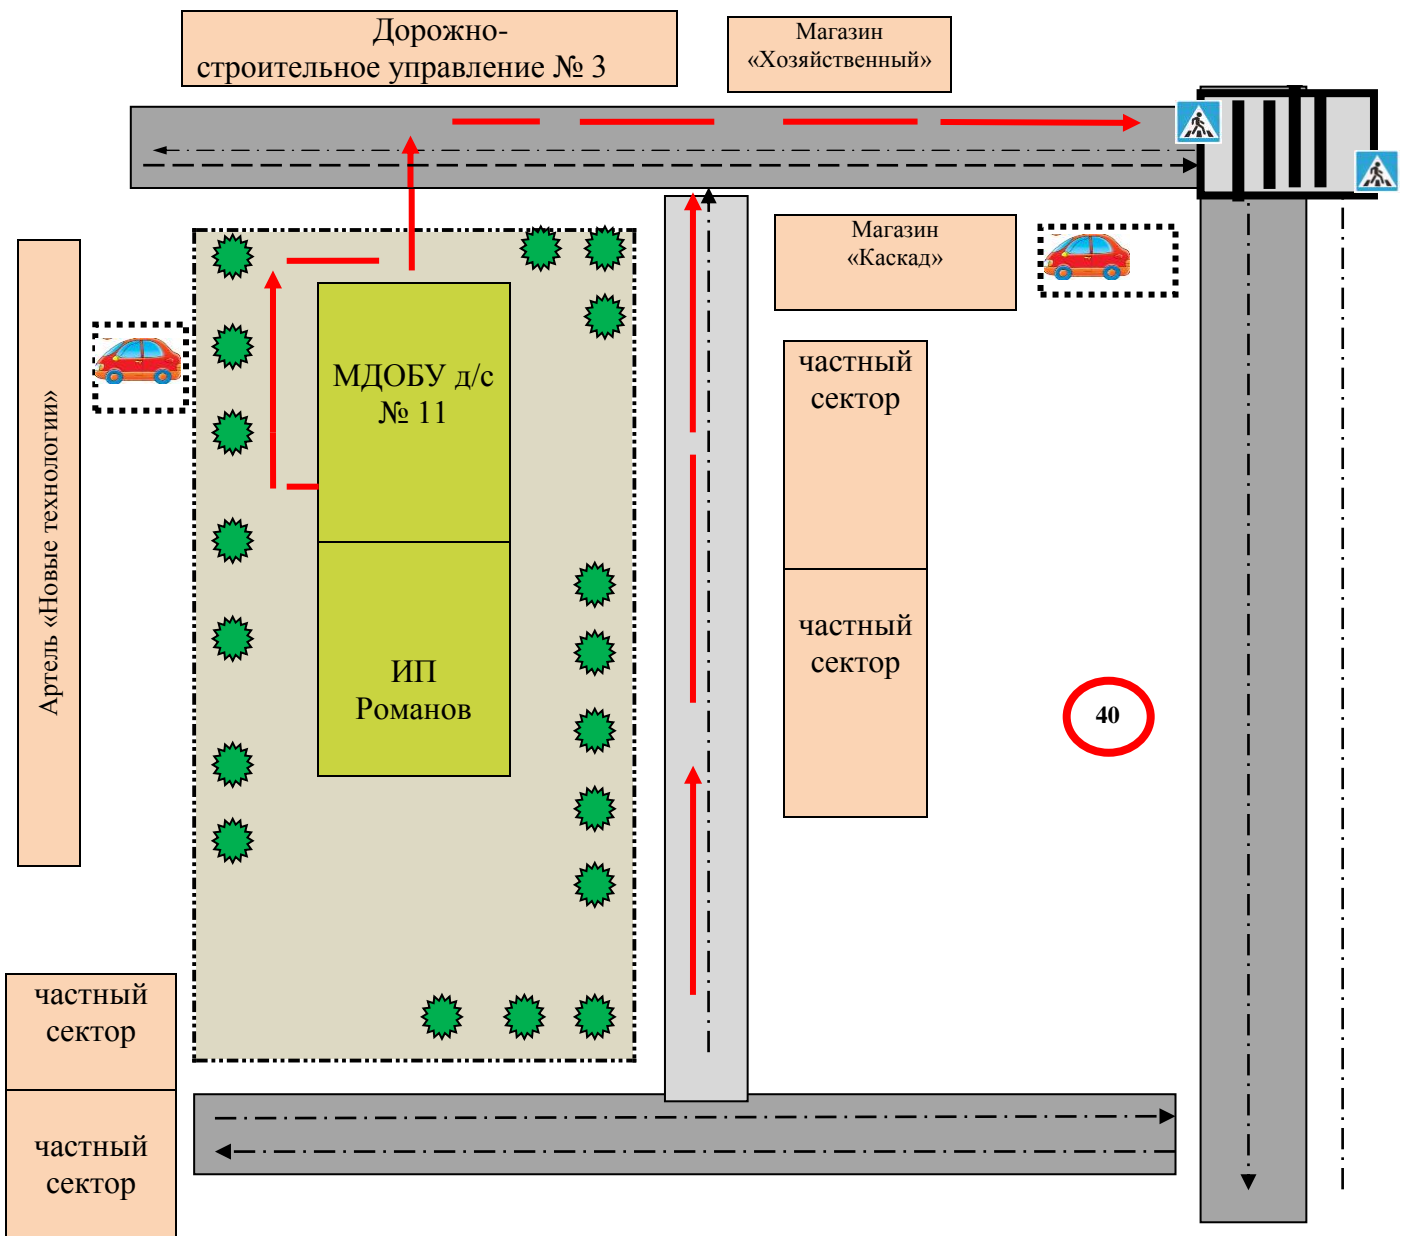 Дорожно-
строительное управление № 3
Магазин
«Хозяйственный»
Магазин
«Каскад»
Артель «Новые технологии»
МДОБУ д/с
№ 11
частный
сектор
частный
сектор
ИП
Романов
40
частный
сектор
частный
сектор